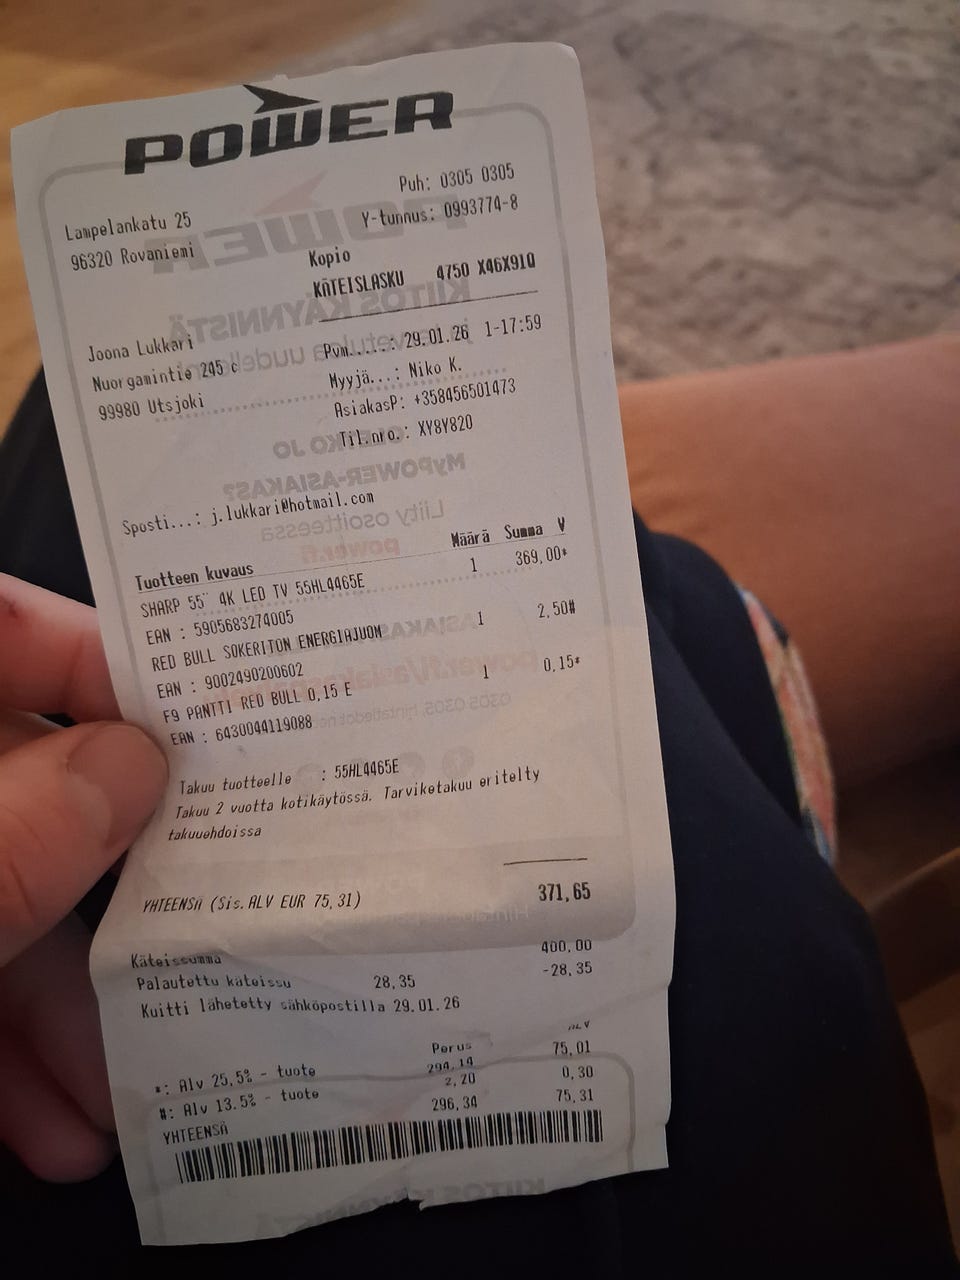 POWER
Puh: 0305 0305
Lampelankatu 25
Y-tunnus: 0993774-8
96320 Rovaniemi
Kopio
KÄTEISLASKU 4750 X46X91Q
Joona Lukkari
Pvm.....: 29.01.26 1-17:59
Nuorgamintie 245 c
Myyjä...: Niko K.
99980 Utsjoki
AsiakasP: +358456501473
Til.nro.: XY8Y820
Sposti...: j.lukkari@hotmail.com
Tuotteen kuvaus Määrä Summa V
SHARP 55" 4K LED TV 55HL4465E 1 369,00*
EAN : 5905683274005
RED BULL SOKERITON ENERGIAJUOM 1 2,50#
EAN : 9002490200602
F9 PANTTI RED BULL 0,15 E 1 0,15*
EAN : 6430044119088
Takuu tuotteelle : 55HL4465E
Takuu 2 vuotta kotikäytössä. Tarviketakuu eritelty
takuuehdoissa
YHTEENSÄ (Sis.ALV EUR 75,31) 371,65
Käteissumma 400,00
Palautettu käteissu 28,35 -28,35
Kuitti lähetetty sähköpostilla 29.01.26
Perus ALV
*: Alv 25,5% - tuote 294,14 75,01
#: Alv 13.5% - tuote 2,20 0,30
YHTEENSÄ 296,34 75,31